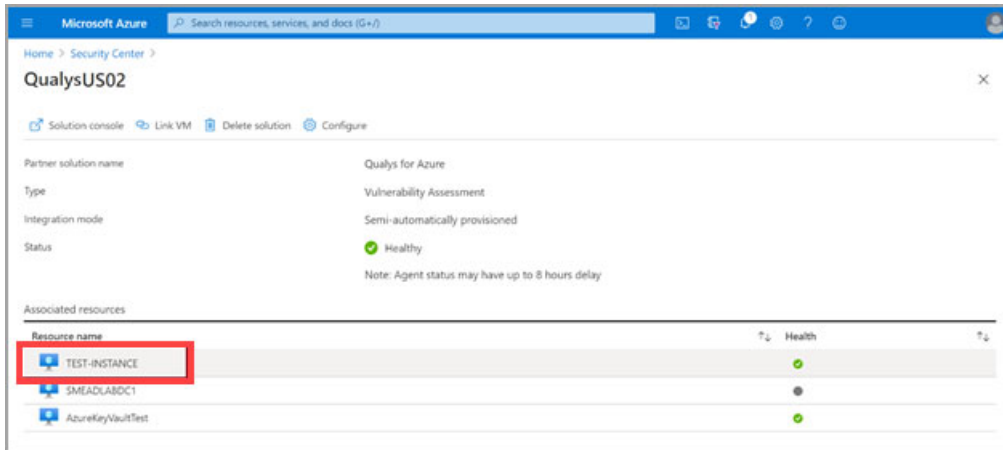 Microsoft Azure
Search resources, services, and docs (G+/)
1
Home > Security Center >
QualysUS02
Solution console Link VM Delete solution Configure
Partner solution name Qualys for Azure
Type Vulnerability Assessment
Integration mode Semi-automatically provisioned
Status Healthy
Note: Agent status may have up to 8 hours delay
Associated resources
Resource name Health
TEST-INSTANCE
SMEADLABDC1
AzureKeyVaultTest